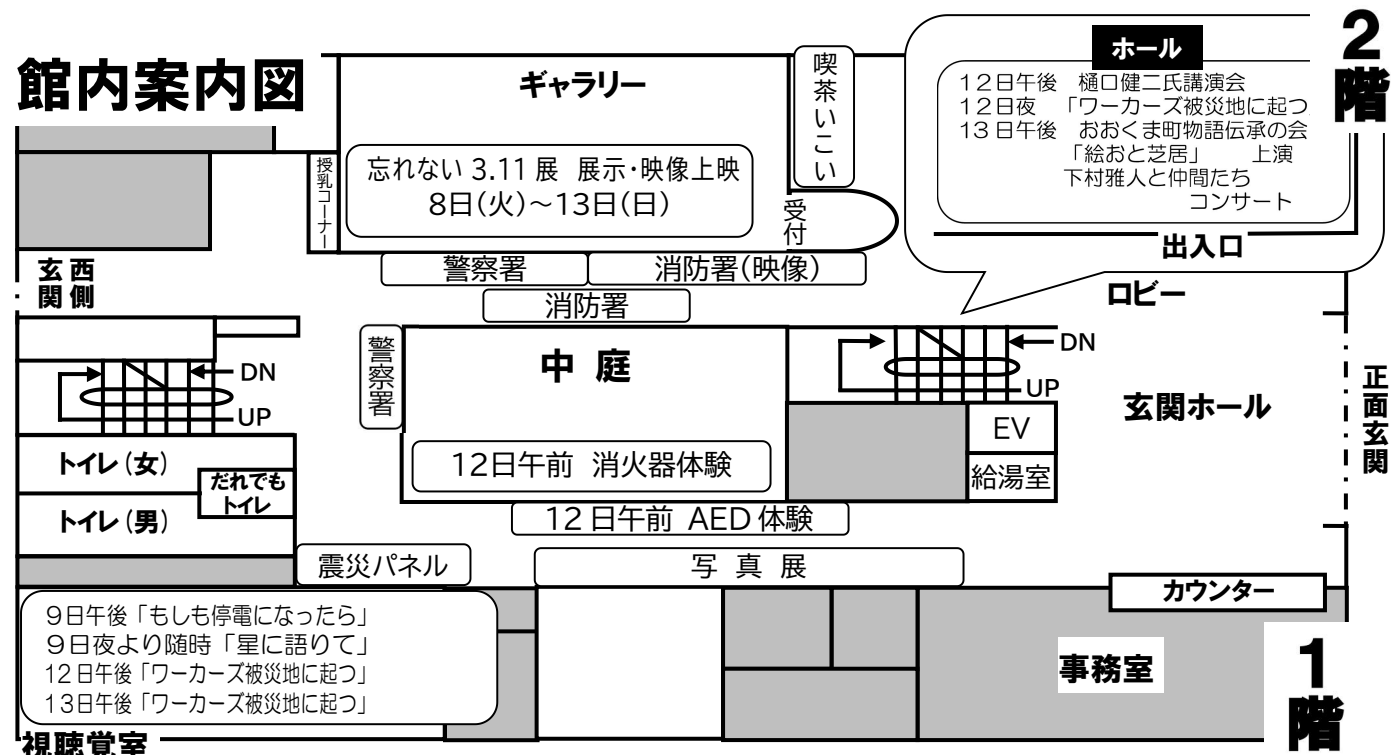 館内案内図
ギャラリー
忘れない 3.11 展 展示・映像上映
8日(火)～13日(日)
授乳コーナー
喫茶いこい
受付
2階
ホール
12日午後 樋口健二氏講演会
12日夜 「ワーカーズ被災地に起つ
13日午後 おおくま町物語伝承の会
「絵おと芝居」 上演
下村雅人と仲間たち
コンサート
出入口
ロビー
警察署
消防署(映像)
消防署
西側
玄関
警察署
中 庭
DN
UP
DN
UP
EV
給湯室
玄関ホール
正面玄関
12日午前 消火器体験
12日午前 AED 体験
トイレ(女)
だれでも
トイレ
トイレ(男)
震災パネル
写 真 展
カウンター
事務室
1階
9日午後「もしも停電になったら」
9日夜より随時「星に語りて」
12日午後「ワーカーズ被災地に起つ」
13日午後「ワーカーズ被災地に起つ」
視聴覚室